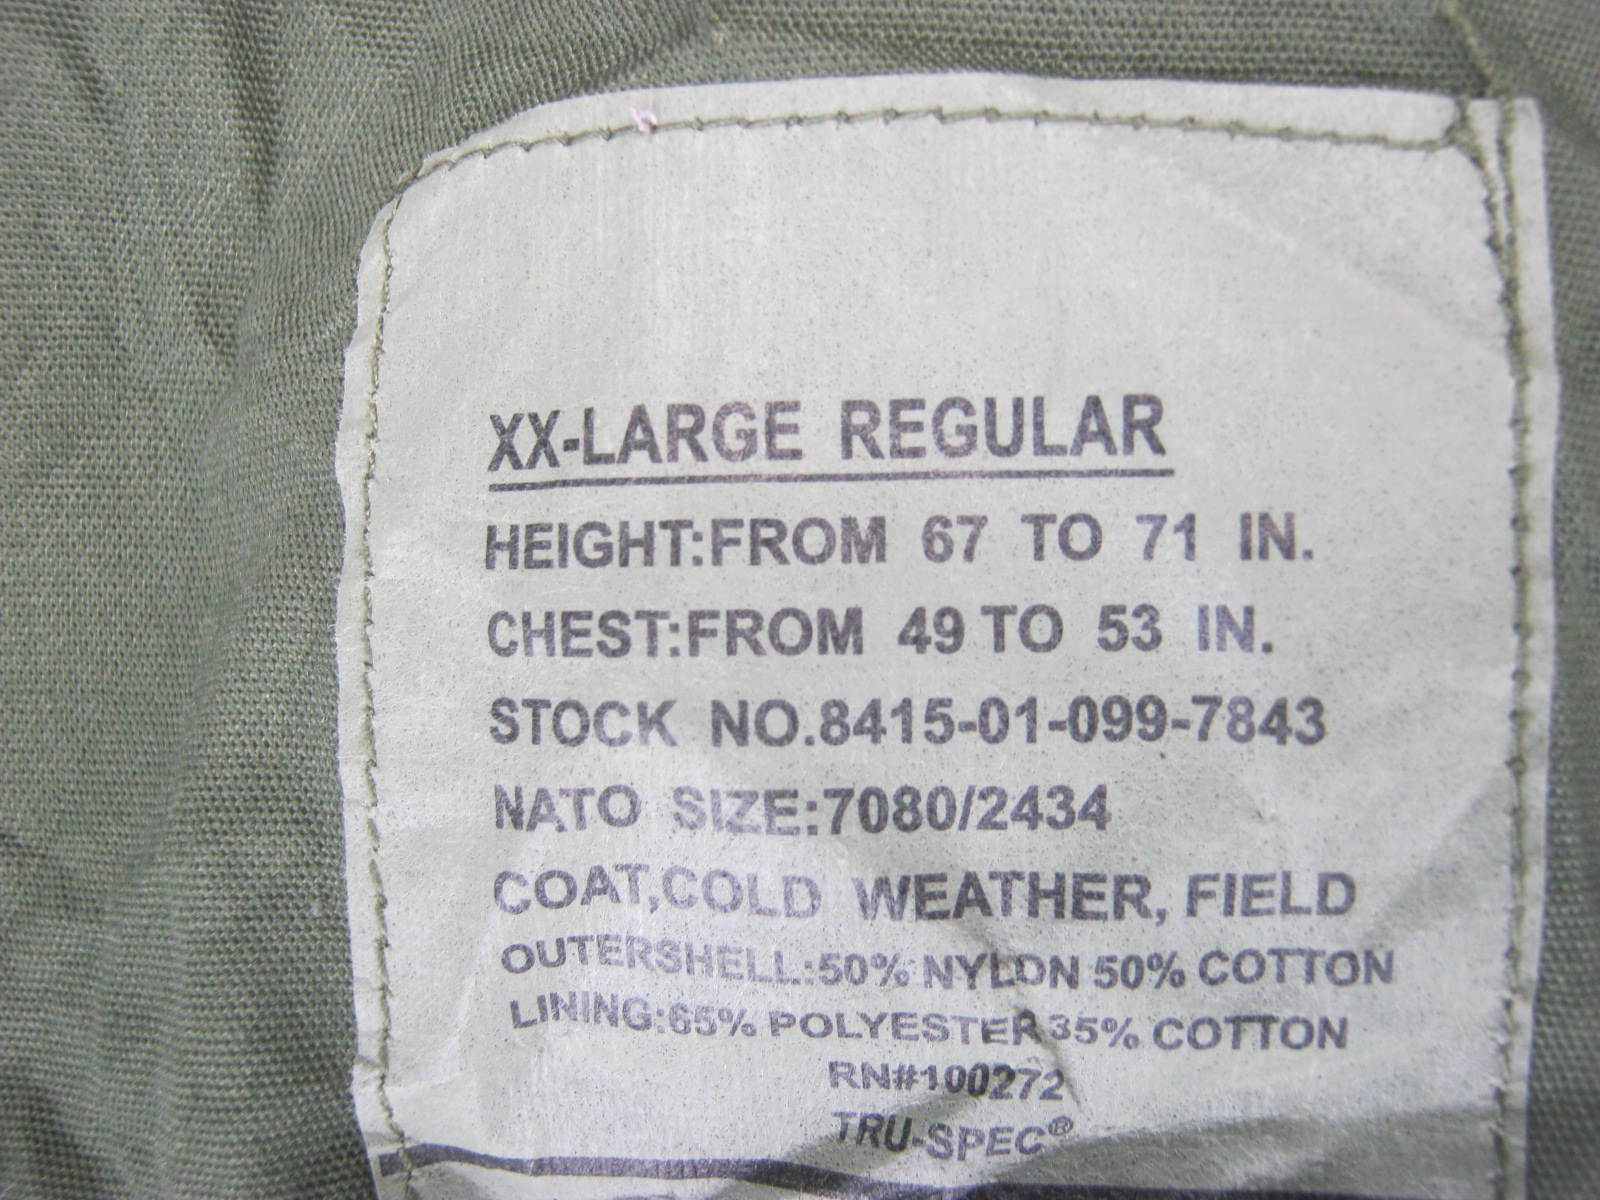 XX-LARGE REGULAR
HEIGHT:FROM 67 TO 71 IN.
CHEST:FROM 49 TO 53 IN.
STOCK NO.8415-01-099-7843
NATO SIZE:7080/2434
COAT,COLD WEATHER, FIELD
OUTERSHELL:50% NYLON 50% COTTON
LINING:65% POLYESTER 35% COTTON
RN#100272
TRU-SPEC®